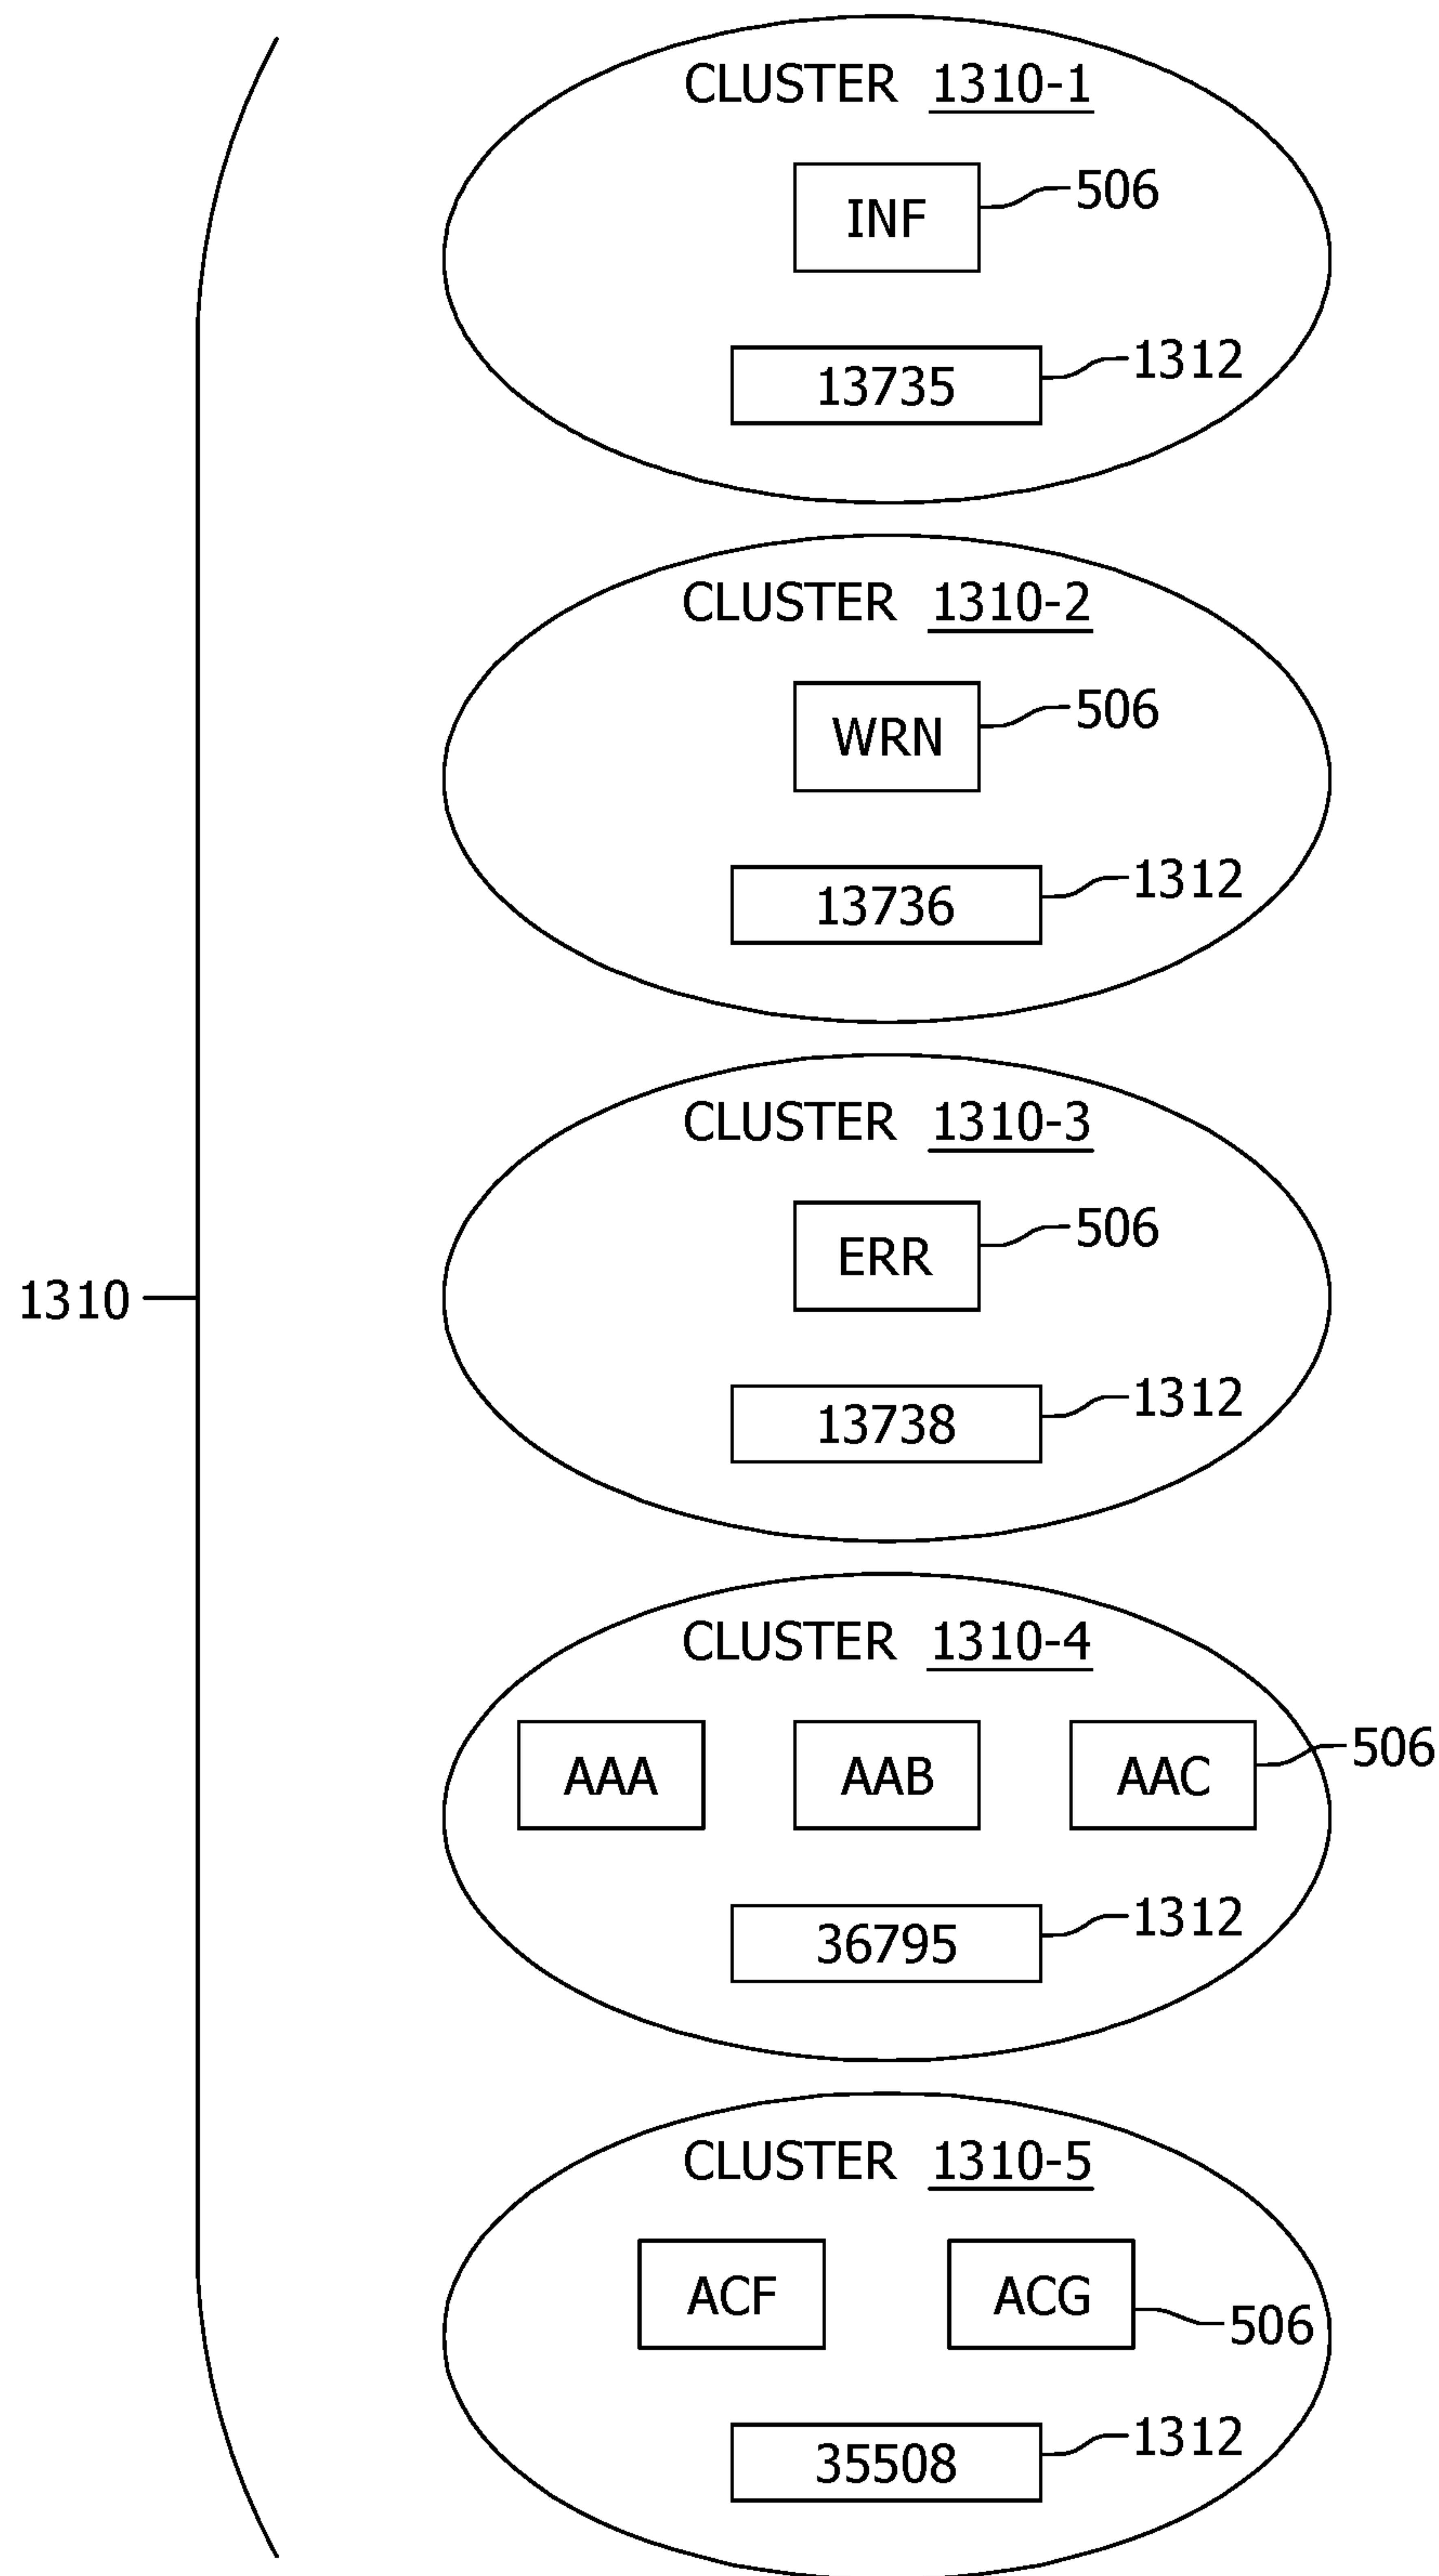 CLUSTER 1310-1
INF
506
13735
1312
CLUSTER 1310-2
WRN
506
13736
1312
CLUSTER 1310-3
ERR
506
13738
1312
1310
CLUSTER 1310-4
AAA AAB AAC
506
36795
1312
CLUSTER 1310-5
ACF ACG
506
35508
1312